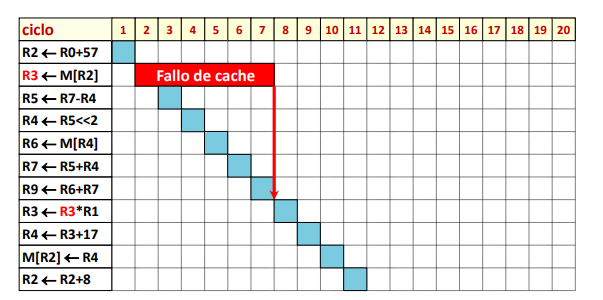 ciclo 1 2 3 4 5 6 7 8 9 10 11 12 13 14 15 16 17 18 19 20
R2 ← R0+57
R3 ← M[R2] Fallo de cache
R5 ← R7-R4
R4 ← R5<<2
R6 ← M[R4]
R7 ← R5+R4
R9 ← R6+R7
R3 ← R3*R1
R4 ← R3+17
M[R2] ← R4
R2 ← R2+8